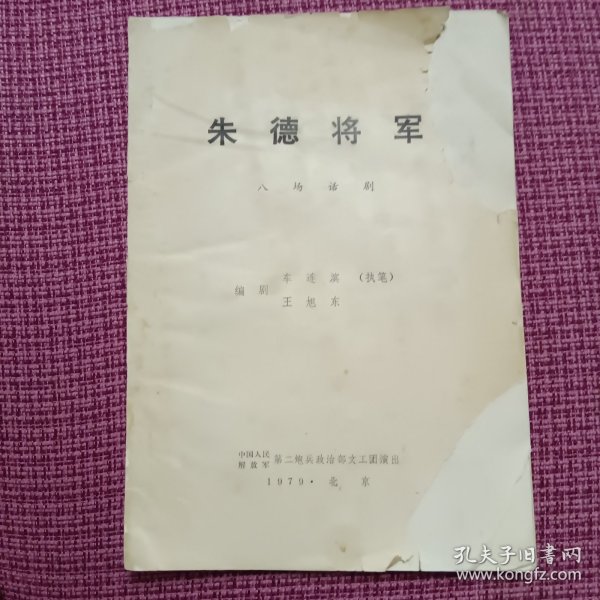 朱德将军
八场话剧
车连滨（执笔）
编剧
王旭东
中国人民
解放军 第二炮兵政治部文工团演出
1979·北京
孔夫子旧书网
www.kongfz.com